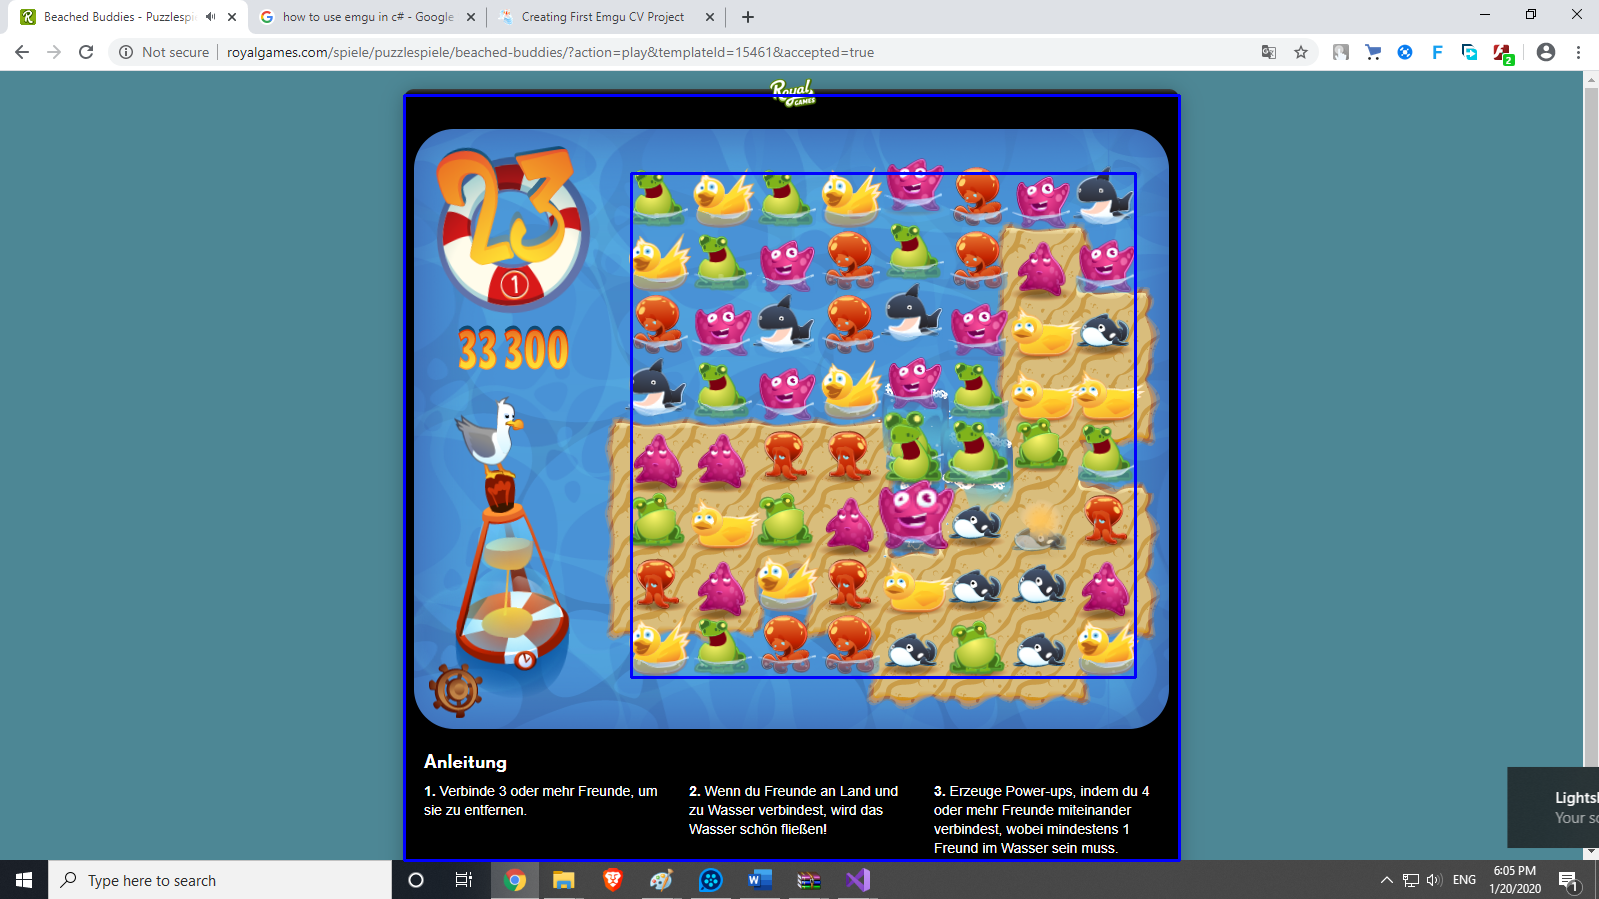 Beached Buddies - Puzzlespi
how to use emgu in c# - Google
Creating First Emgu CV Project
Not secure
royalgames.com/spiele/puzzlespiele/beached-buddies/?action=play&templateId=15461&accepted=true
F
2
Royal
GAMES
23
1
33 300
Anleitung
1. Verbinde 3 oder mehr Freunde, um
sie zu entfernen.
2. Wenn du Freunde an Land und
zu Wasser verbindest, wird das
Wasser schön fließen!
3. Erzeuge Power-ups, indem du 4
oder mehr Freunde miteinander
verbindest, wobei mindestens 1
Freund im Wasser sein muss.
Your
Type here to search
ENG
6:05 PM
1/20/2020
1